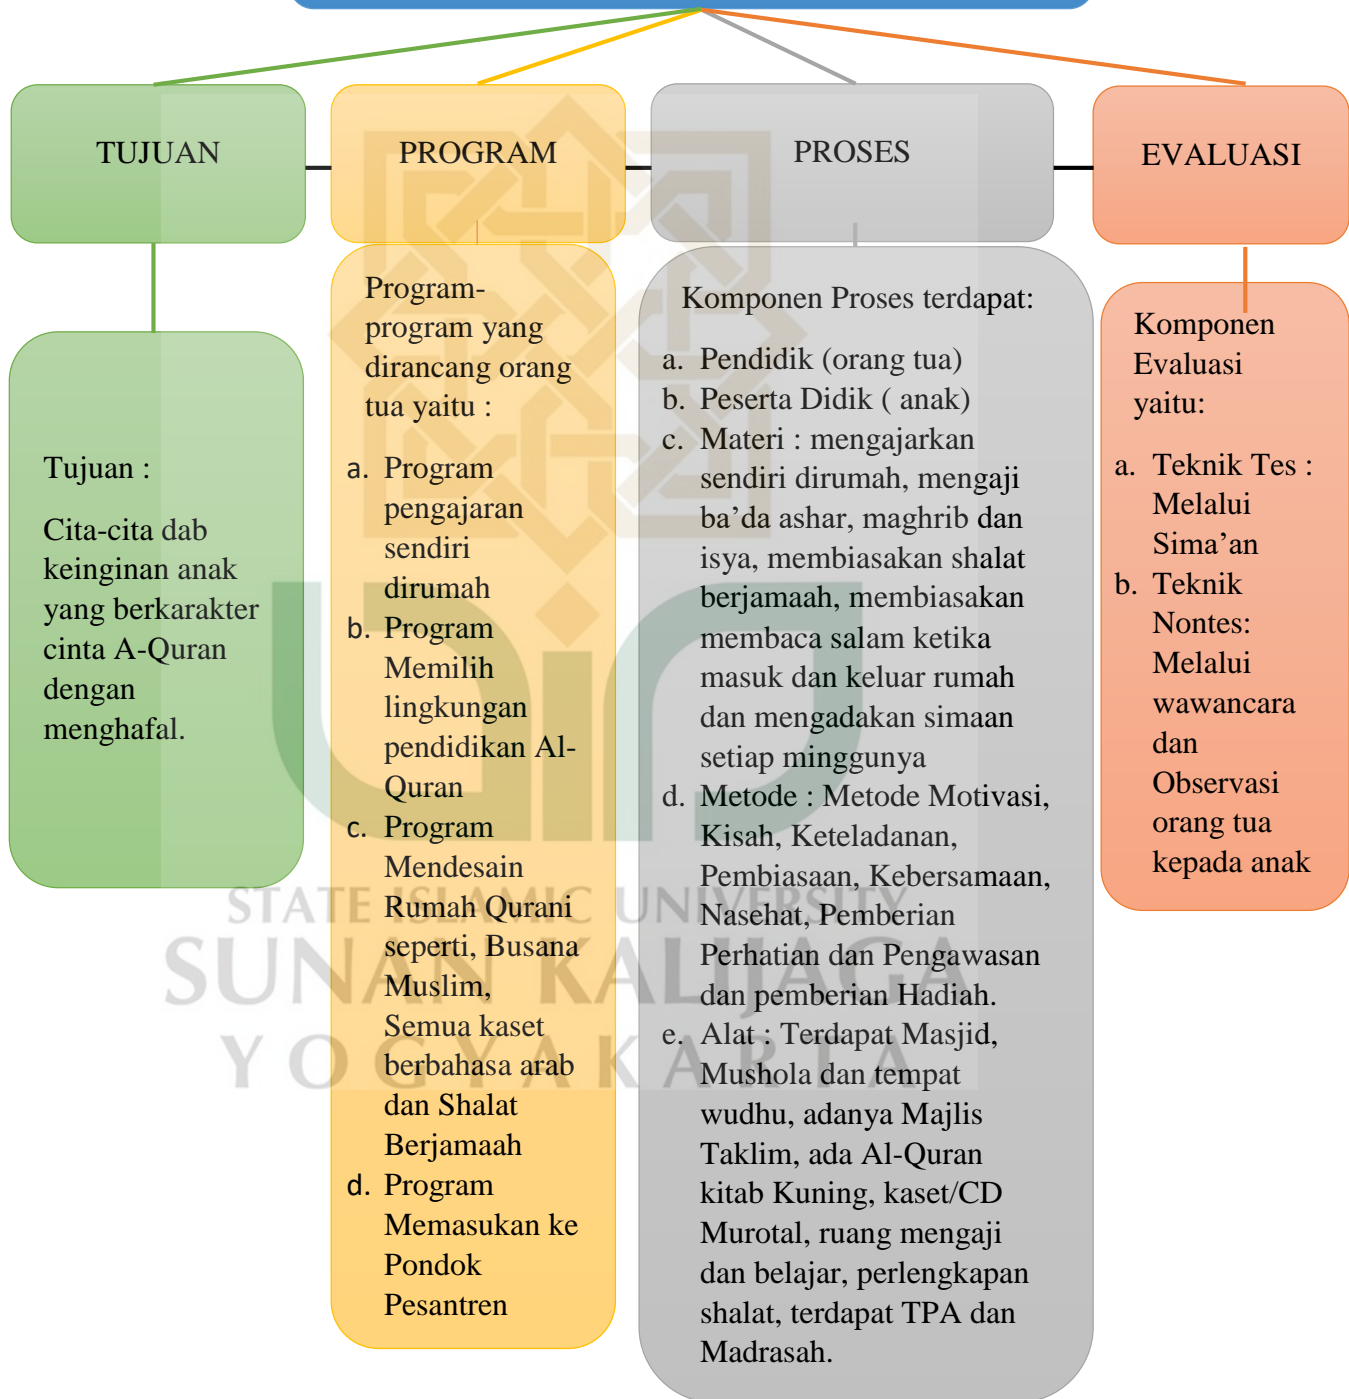 TUJUAN
PROGRAM
PROSES
EVALUASI
Tujuan :
Cita-cita dab
keinginan anak
yang berkarakter
cinta A-Quran
dengan
menghafal.
Program-
program yang
dirancang orang
tua yaitu :
a. Program
pengajaran
sendiri
dirumah
b. Program
Memilih
lingkungan
pendidikan Al-
Quran
c. Program
Mendesain
Rumah Qurani
seperti, Busana
Muslim,
Semua kaset
berbahasa arab
dan Shalat
Berjamaah
d. Program
Memasukan ke
Pondok
Pesantren
Komponen Proses terdapat:
a. Pendidik (orang tua)
b. Peserta Didik ( anak)
c. Materi : mengajarkan
sendiri dirumah, mengaji
ba’da ashar, maghrib dan
isya, membiasakan shalat
berjamaah, membiasakan
membaca salam ketika
masuk dan keluar rumah
dan mengadakan simaan
setiap minggunya
d. Metode : Metode Motivasi,
Kisah, Keteladanan,
Pembiasaan, Kebersamaan,
Nasehat, Pemberian
Perhatian dan Pengawasan
dan pemberian Hadiah.
e. Alat : Terdapat Masjid,
Mushola dan tempat
wudhu, adanya Majlis
Taklim, ada Al-Quran
kitab Kuning, kaset/CD
Murotal, ruang mengaji
dan belajar, perlengkapan
shalat, terdapat TPA dan
Madrasah.
Komponen
Evaluasi
yaitu:
a. Teknik Tes :
Melalui
Sima’an
b. Teknik
Nontes:
Melalui
wawancara
dan
Observasi
orang tua
kepada anak
STATE ISLAMIC UNIVERSITY
SUNAN KALIJAGA
YOGYAKARTA